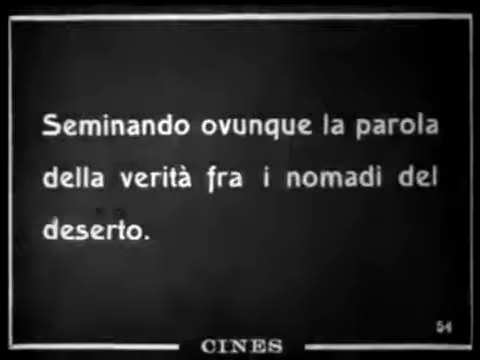 Seminando ovunque la parola
della verità fra i nomadi del
deserto.
54
CINES